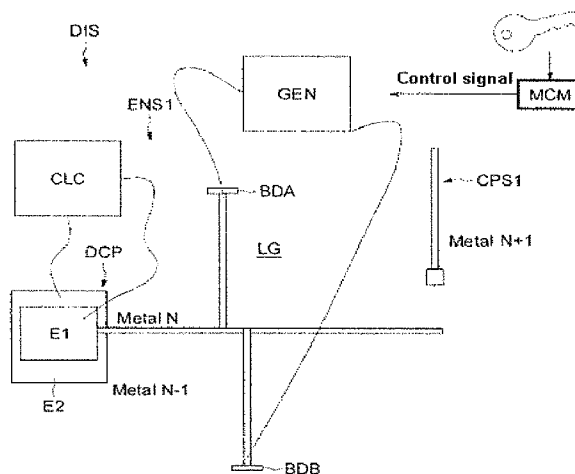 DIS
ENS1
GEN
Control signal
MCM
CLC
BDA
CPS1
LG
Metal N+1
DCP
Metal N
E1
Metal N-1
E2
BDB